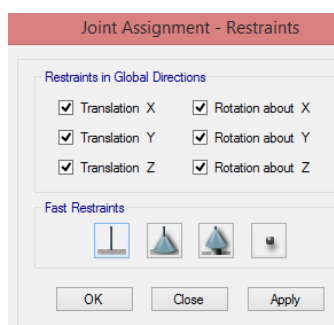 Joint Assignment - Restraints
Restraints in Global Directions
Translation X Rotation about X
Translation Y Rotation about Y
Translation Z Rotation about Z
Fast Restraints
OK Close Apply